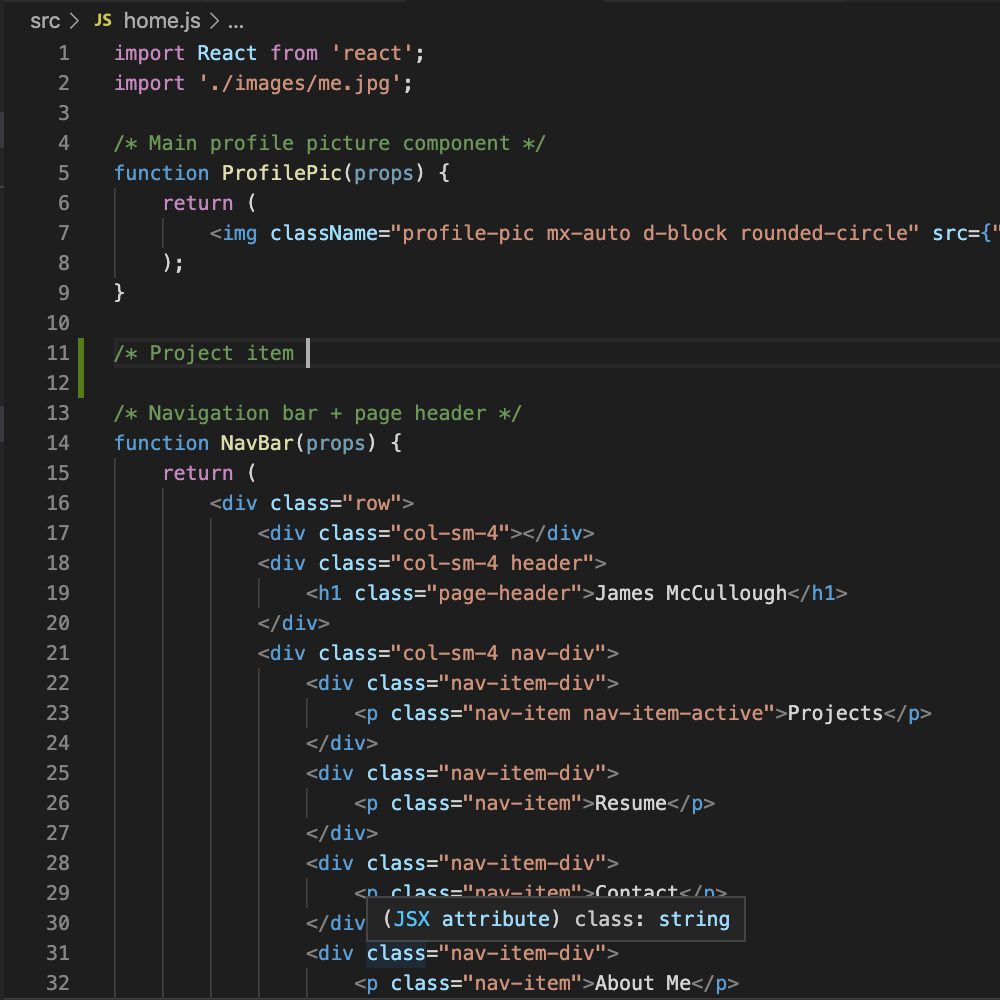 src > JS home.js > ...
1 import React from 'react';
2 import './images/me.jpg';
3
4 /* Main profile picture component */
5 function ProfilePic(props) {
6 return (
7 <img className="profile-pic mx-auto d-block rounded-circle" src={"
8 );
9 }
10
11 /* Project item
12
13 /* Navigation bar + page header */
14 function NavBar(props) {
15 return (
16 <div class="row">
17 <div class="col-sm-4"></div>
18 <div class="col-sm-4 header">
19 <h1 class="page-header">James McCullough</h1>
20 </div>
21 <div class="col-sm-4 nav-div">
22 <div class="nav-item-div">
23 <p class="nav-item nav-item-active">Projects</p>
24 </div>
25 <div class="nav-item-div">
26 <p class="nav-item">Resume</p>
27 </div>
28 <div class="nav-item-div">
29 <p class="nav-item">Contact</p>
30 </div
(JSX attribute) class: string
31 <div class="nav-item-div">
32 <p class="nav-item">About Me</p>